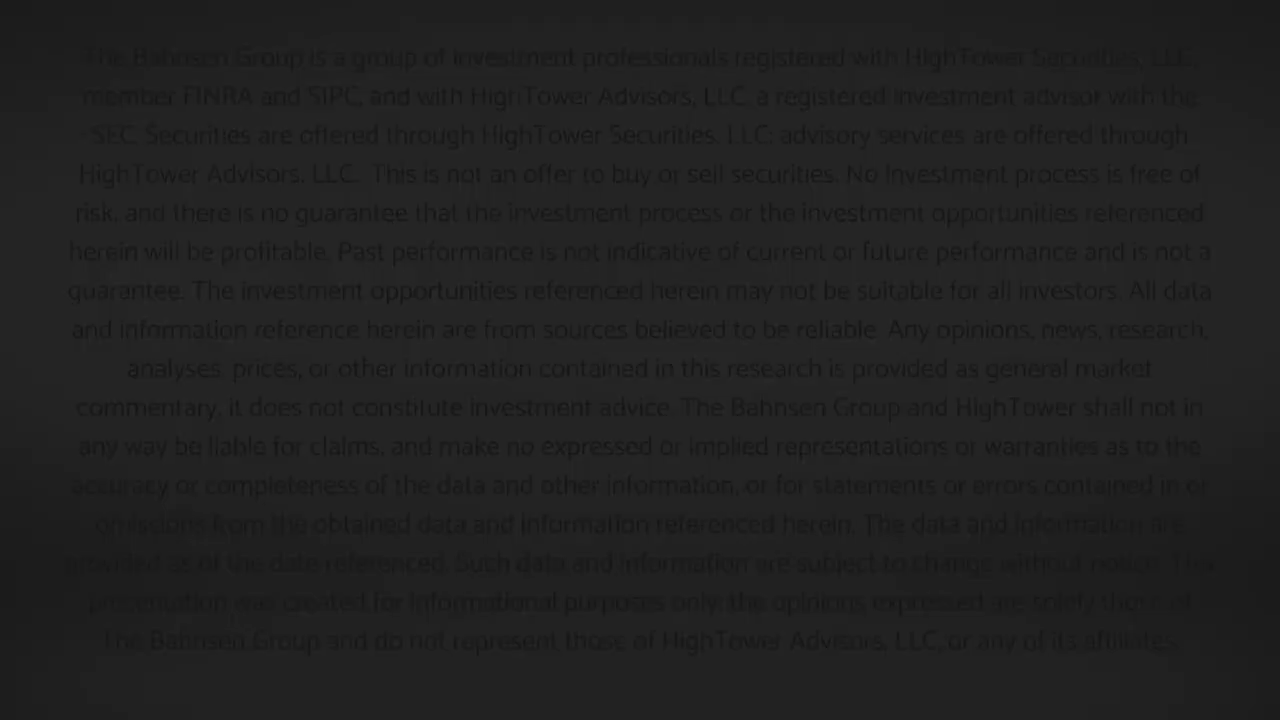 The Bahnsen Group is a group of investment professionals registered with HighTower Securities, LLC,
member FINRA and SIPC, and with HighTower Advisors, LLC, a registered investment advisor with the
SEC. Securities are offered through HighTower Securities, LLC; advisory services are offered through
HighTower Advisors, LLC. This is not an offer to buy or sell securities. No investment process is free of
risk, and there is no guarantee that the investment process or the investment opportunities referenced
herein will be profitable. Past performance is not indicative of current or future performance and is not a
guarantee. The investment opportunities referenced herein may not be suitable for all investors. All data
and information reference herein are from sources believed to be reliable. Any opinions, news, research,
analyses, prices, or other information contained in this research is provided as general market
commentary, it does not constitute investment advice. The Bahnsen Group and HighTower shall not in
any way be liable for claims, and make no expressed or implied representations or warranties as to the
accuracy or completeness of the data and other information, or for statements or errors contained in or
omissions from the obtained data and information referenced herein. The data and information are
provided as of the date referenced. Such data and information are subject to change without notice. This
presentation was created for informational purposes only; the opinions expressed are solely those of
The Bahnsen Group and do not represent those of HighTower Advisors, LLC, or any of its affiliates.